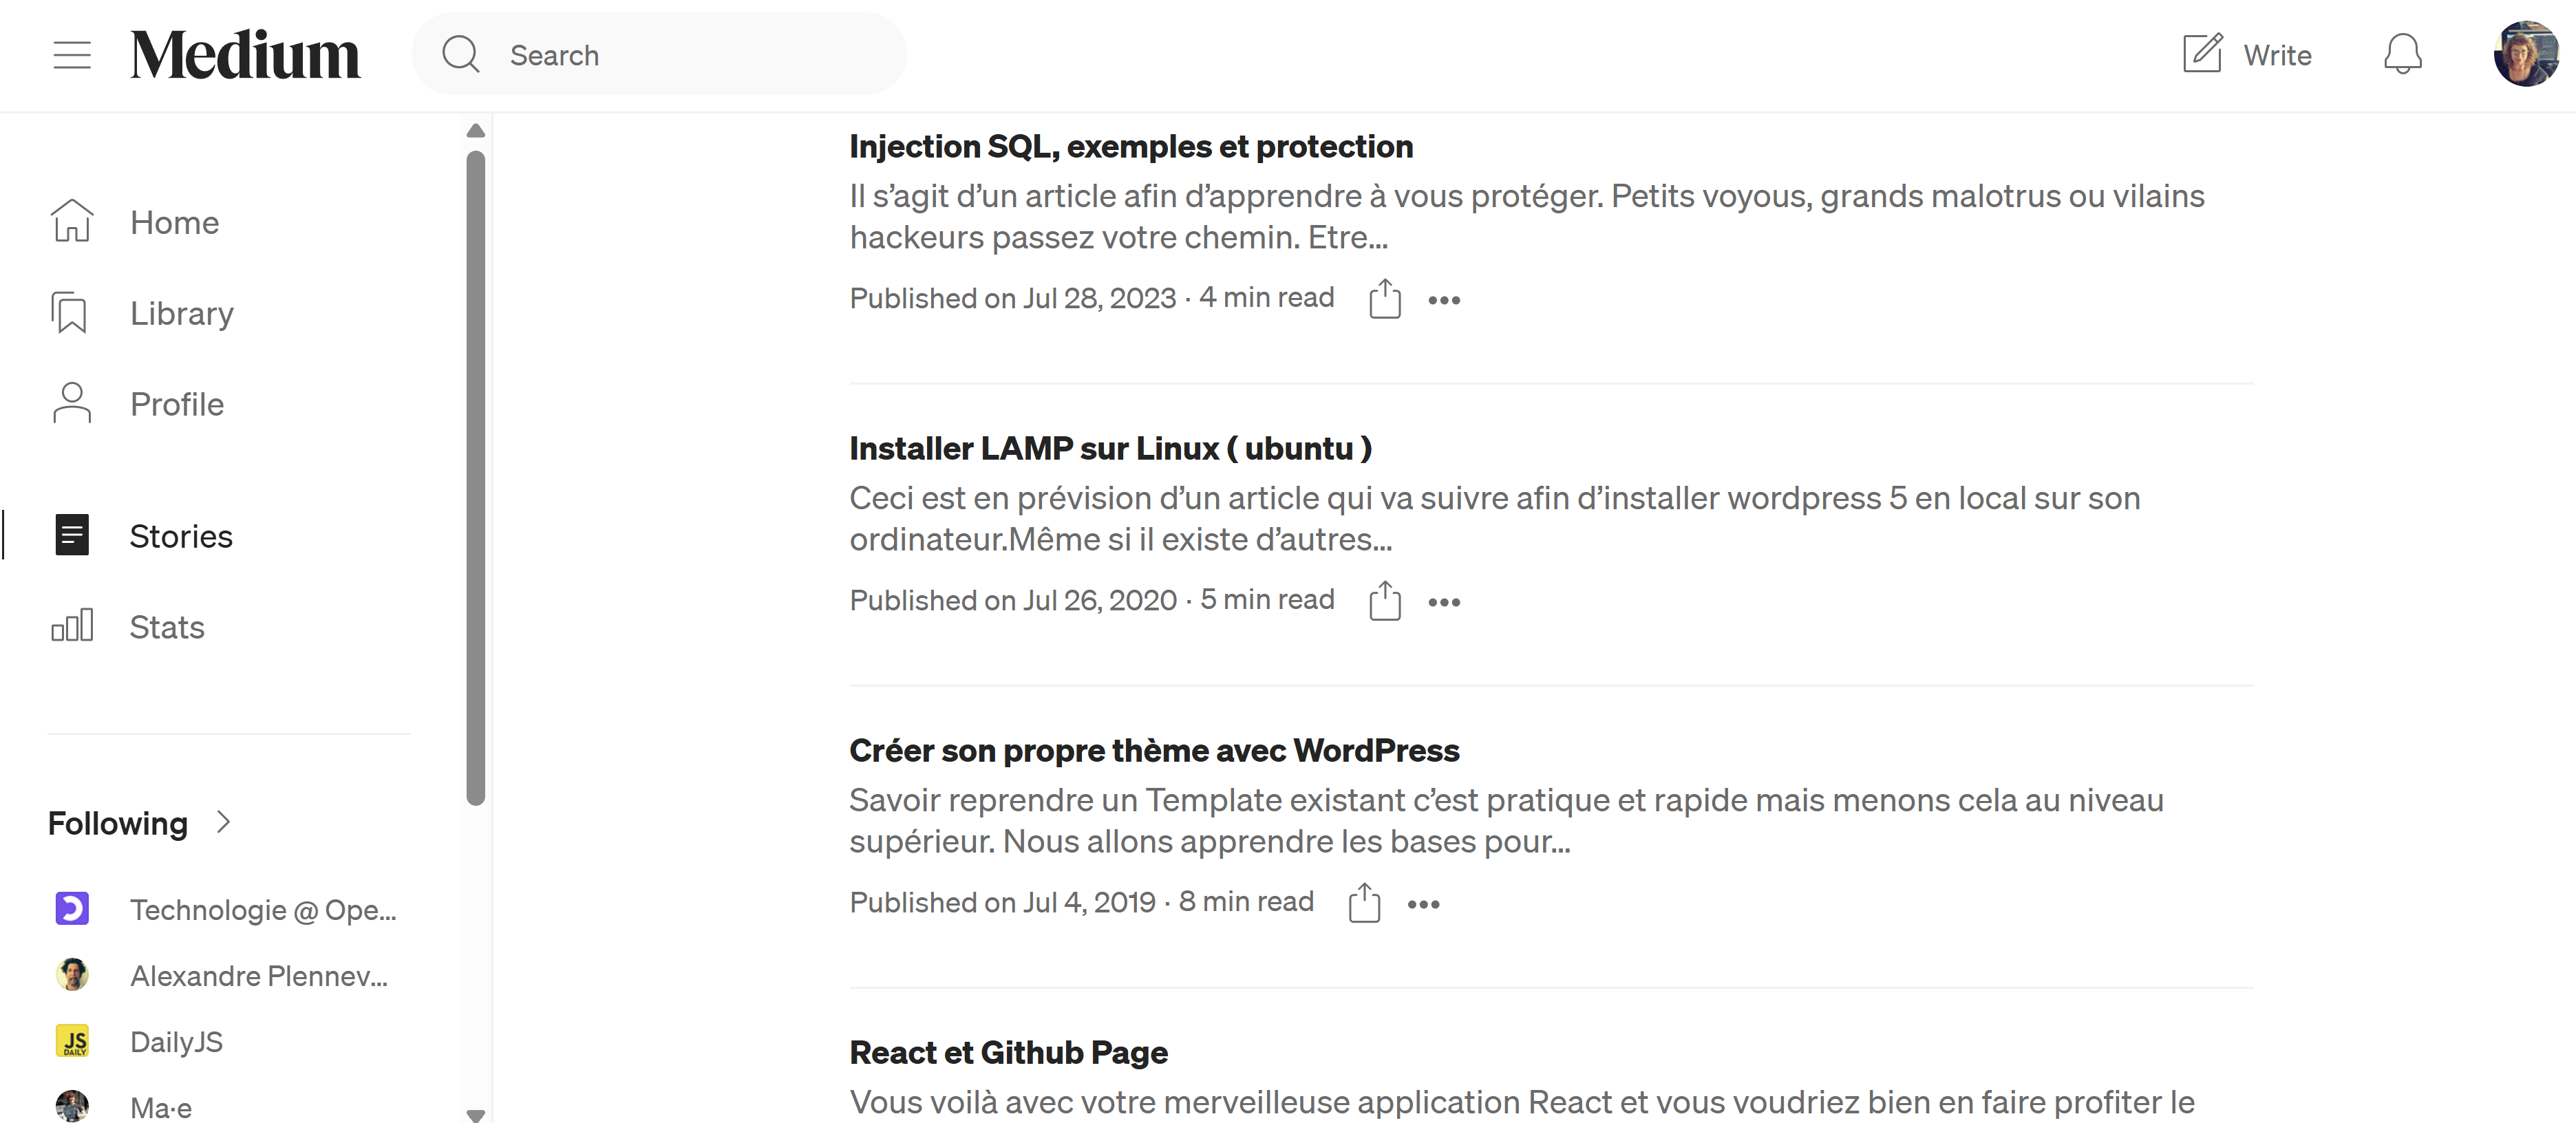 Medium
Search
Write
Home
Library
Profile
Stories
Stats
Following
Technologie @ Ope...
Alexandre Plennev...
JS
DAILY
DailyJS
Ma·e
Injection SQL, exemples et protection
Il s’agit d’un article afin d’apprendre à vous protéger. Petits voyous, grands malotrus ou vilains
hackeurs passez votre chemin. Etre…
Published on Jul 28, 2023 · 4 min read
Installer LAMP sur Linux ( ubuntu )
Ceci est en prévision d’un article qui va suivre afin d’installer wordpress 5 en local sur son
ordinateur.Même si il existe d’autres…
Published on Jul 26, 2020 · 5 min read
Créer son propre thème avec WordPress
Savoir reprendre un Template existant c’est pratique et rapide mais menons cela au niveau
supérieur. Nous allons apprendre les bases pour…
Published on Jul 4, 2019 · 8 min read
React et Github Page
Vous voilà avec votre merveilleuse application React et vous voudriez bien en faire profiter le